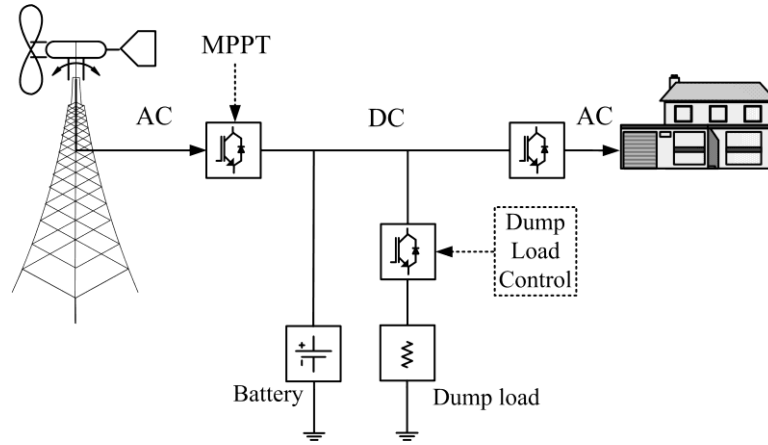 MPPT
AC
DC
AC
Dump
Load
Control
+
-
Battery
Dump load